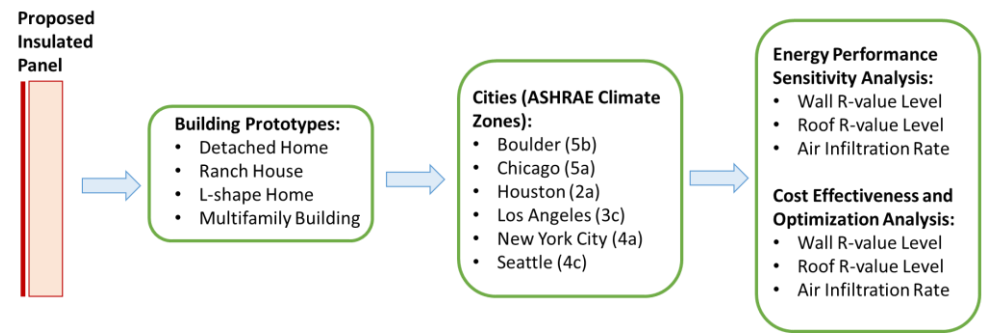 Proposed
Insulated
Panel
Building Prototypes:
• Detached Home
• Ranch House
• L-shape Home
• Multifamily Building
Cities (ASHRAE Climate
Zones):
• Boulder (5b)
• Chicago (5a)
• Houston (2a)
• Los Angeles (3c)
• New York City (4a)
• Seattle (4c)
Energy Performance
Sensitivity Analysis:
• Wall R-value Level
• Roof R-value Level
• Air Infiltration Rate
Cost Effectiveness and
Optimization Analysis:
• Wall R-value Level
• Roof R-value Level
• Air Infiltration Rate